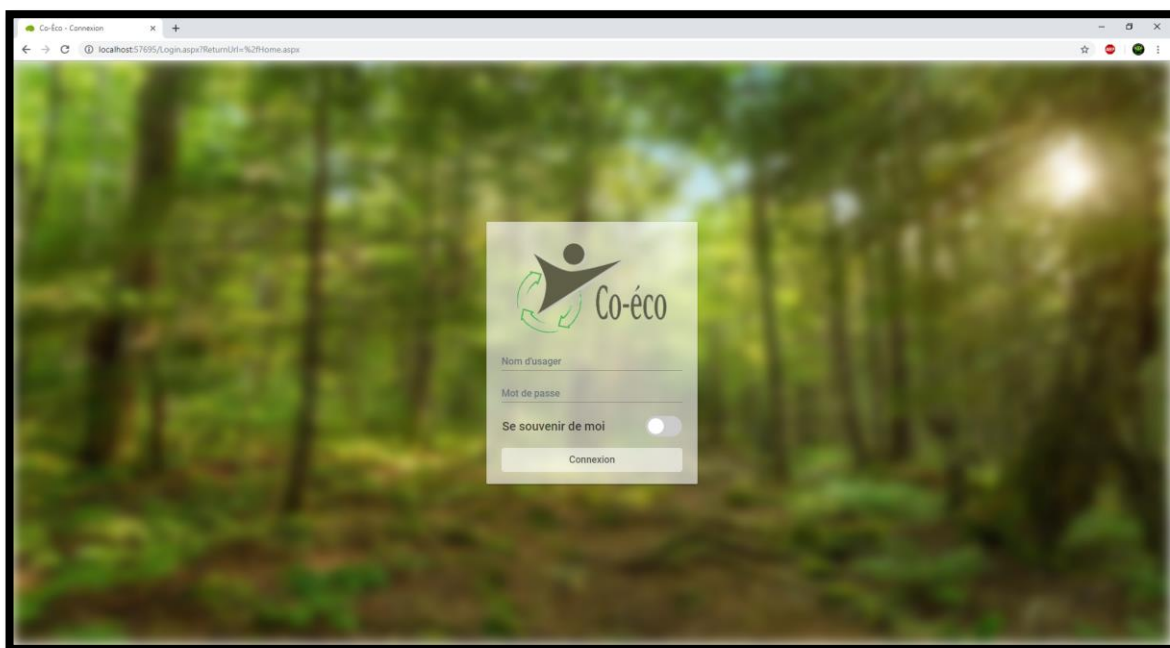 Co-Éco - Connexion
localhost:57695/Login.aspx?ReturnUrl=%2fHome.aspx
Co-éco
Nom d'usager
Mot de passe
Se souvenir de moi
Connexion